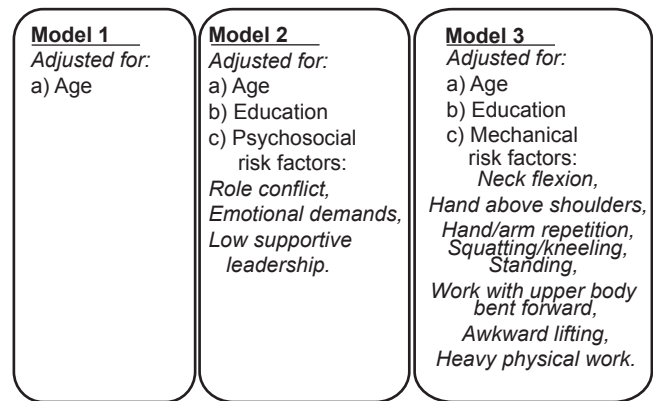 Model 1
Adjusted for:
a) Age
Model 2
Adjusted for:
a) Age
b) Education
c) Psychosocial
risk factors:
Role conflict,
Emotional demands,
Low supportive
leadership.
Model 3
Adjusted for:
a) Age
b) Education
c) Mechanical
risk factors:
Neck flexion,
Hand above shoulders,
Hand/arm repetition,
Squatting/kneeling,
Standing,
Work with upper body
bent forward,
Awkward lifting,
Heavy physical work.